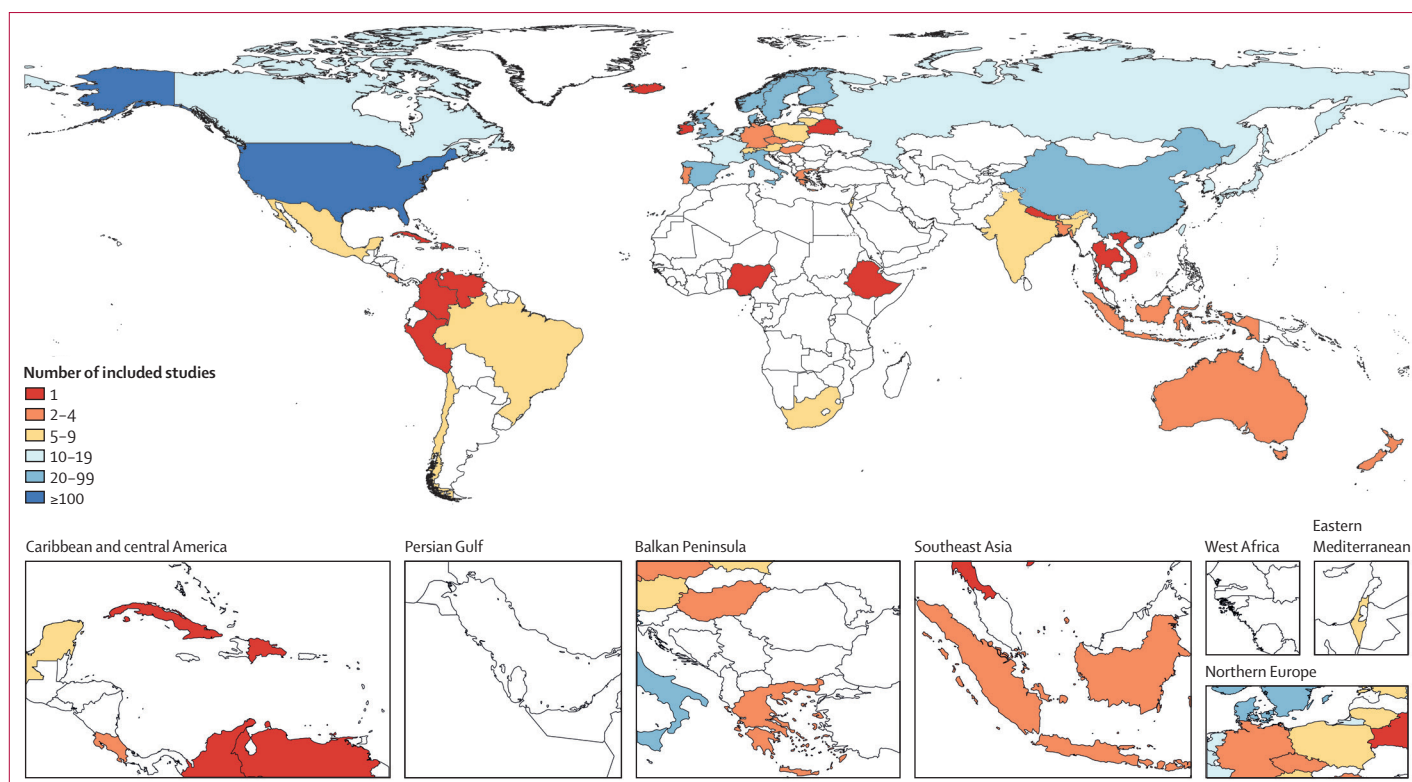 Number of included studies
1
2–4
5–9
10–19
20–99
≥100
Caribbean and central America
Persian Gulf
Balkan Peninsula
Southeast Asia
West Africa
Eastern
Mediterranean
Northern Europe